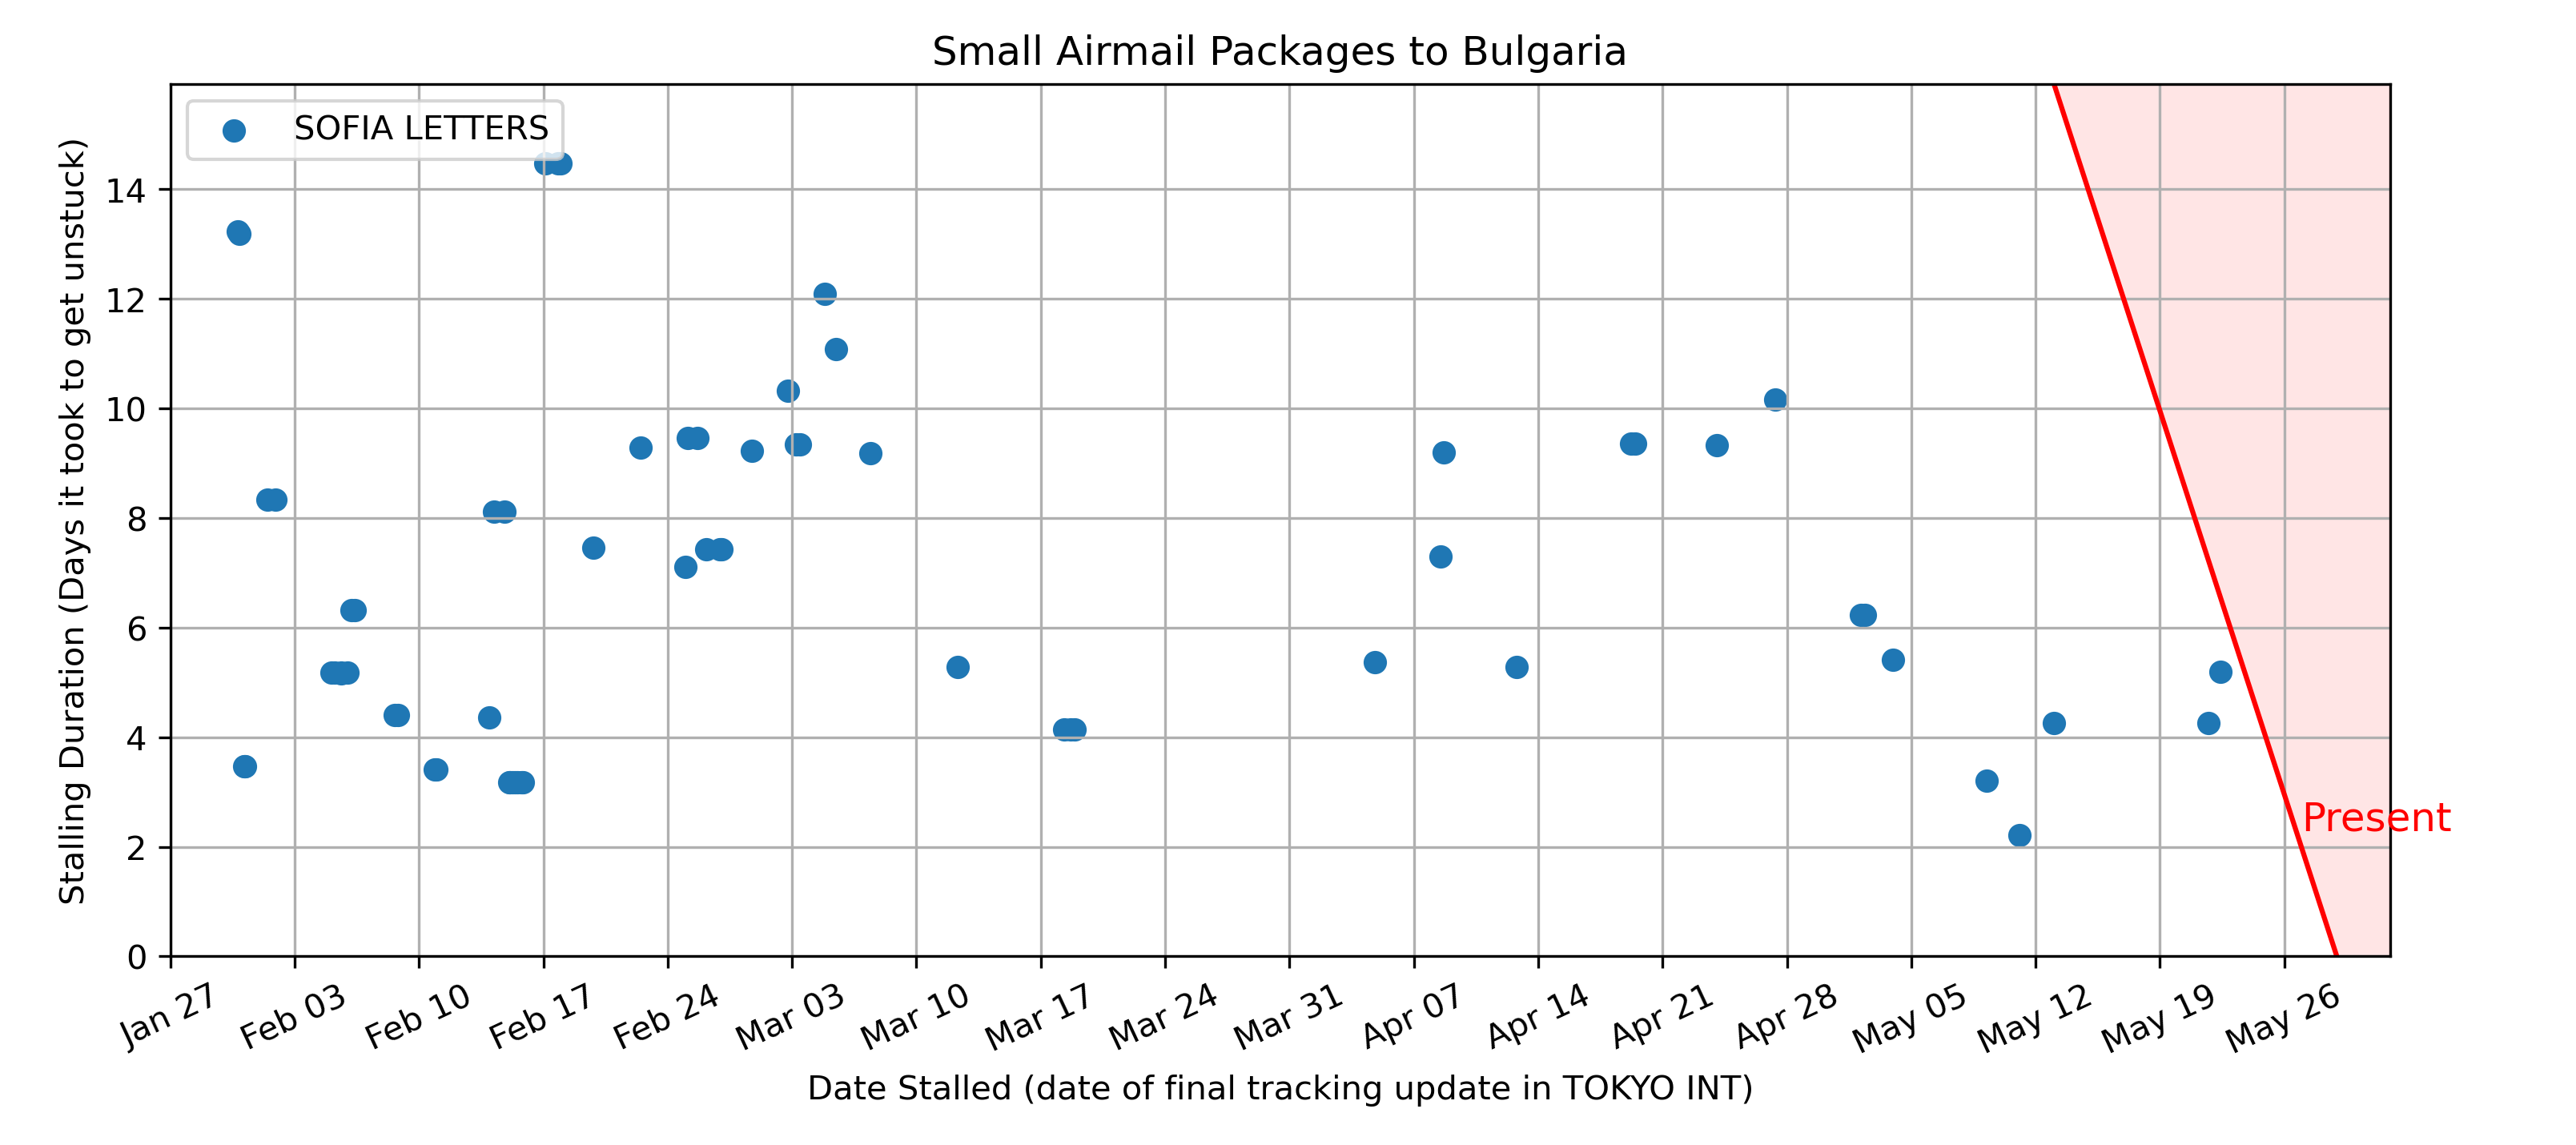 Small Airmail Packages to Bulgaria
SOFIA LETTERS
Stalling Duration (Days it took to get unstuck)
14
12
10
8
6
4
2
0
Present
Jan 27
Feb 03
Feb 10
Feb 17
Feb 24
Mar 03
Mar 10
Mar 17
Mar 24
Mar 31
Apr 07
Apr 14
Apr 21
Apr 28
May 05
May 12
May 19
May 26
Date Stalled (date of final tracking update in TOKYO INT)